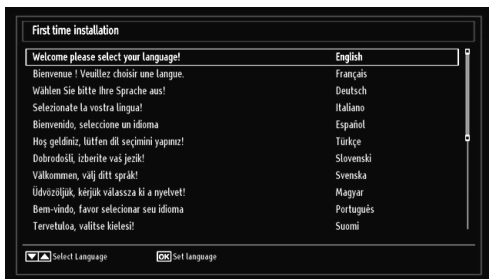 First time installation
Welcome please select your language! English
Bienvenue ! Veuillez choisir une langue. Français
Wählen Sie bitte Ihre Sprache aus! Deutsch
Selezionate la vostra lingua! Italiano
Bienvenido, seleccione un idioma Español
Hoş geldiniz, lütfen dil seçimini yapınız! Türkçe
Dobrodošli, izberite vaš jezik! Slovenski
Välkommen, välj ditt språk! Svenska
Üdvözöljük, kérjük válassza ki a nyelvet! Magyar
Bem-vindo, favor selecionar seu idioma Português
Tervetuloa, valitse kielesi! Suomi
Select Language OK Set language